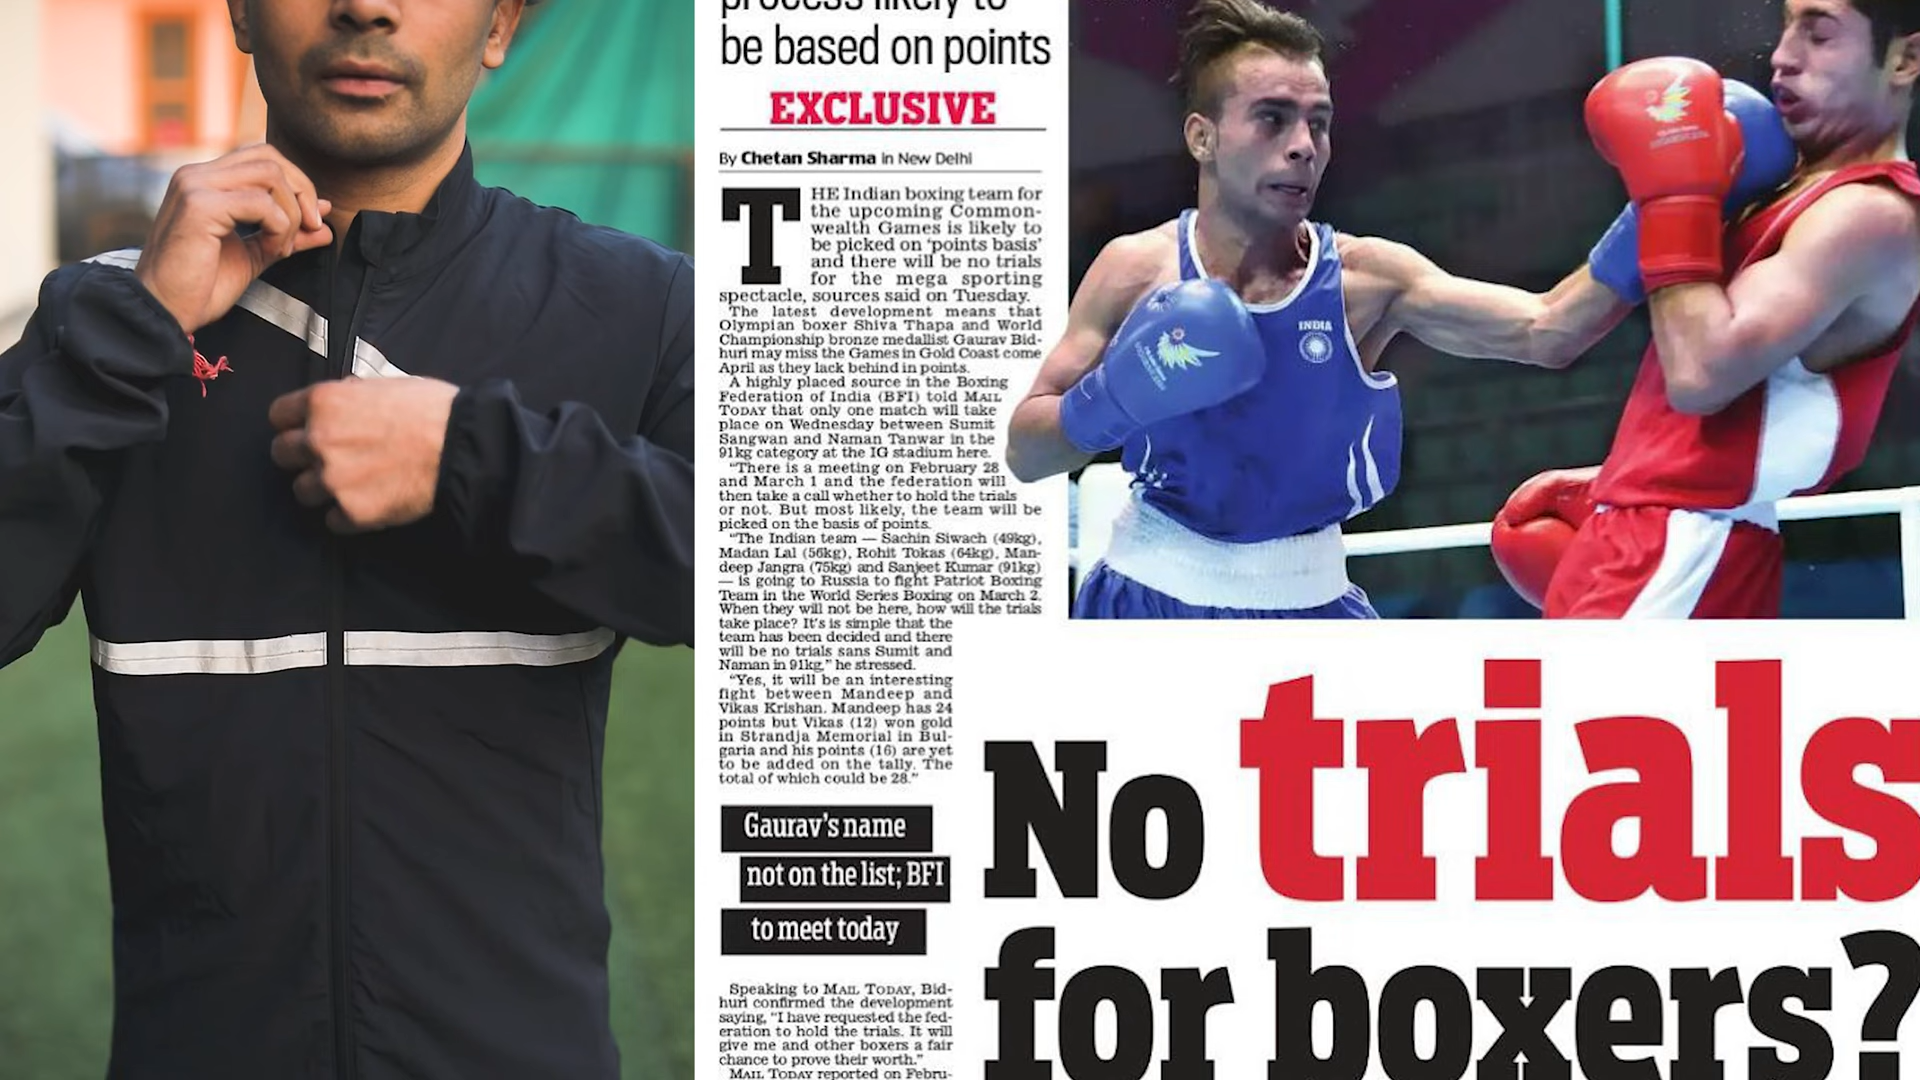 be based on points
EXCLUSIVE
By Chetan Sharma in New Delhi
THE Indian boxing team for
the upcoming Common-
wealth Games is likely to
be picked on ‘points basis’
and there will be no trials
for the mega sporting
spectacle, sources said on Tuesday.
The latest development means that
Olympian boxer Shiva Thapa and World
Championship bronze medallist Gaurav Bid-
huri may miss the Games in Gold Coast come
April as they lack behind in points.
A highly placed source in the Boxing
Federation of India (BFI) told MAIL
TODAY that only one match will take
place on Wednesday between Sumit
Sangwan and Naman Tanwar in the
91kg category at the IG stadium here.
“There is a meeting on February 28
and March 1 and the federation will
then take a call whether to hold the trials
or not. But most likely, the team will be
picked on the basis of points.
“The Indian team — Sachin Siwach (49kg),
Madan Lal (56kg), Rohit Tokas (64kg), Man-
deep Jangra (75kg) and Sanjeet Kumar (91kg)
— is going to Russia to fight Patriot Boxing
Team in the World Series Boxing on March 2.
When they will not be here, how will the trials
take place? It’s is simple that the
team has been decided and there
will be no trials sans Sumit and
Naman in 91kg,” he stressed.
“Yes, it will be an interesting
fight between Mandeep and
Vikas Krishan. Mandeep has 24
points but Vikas (12) won gold
in Strandja Memorial in Bul-
garia and his points (16) are yet
to be added on the tally. The
total of which could be 28.”
Gaurav’s name
not on the list; BFI
to meet today
Speaking to MAIL TODAY, Bid-
huri confirmed the development
saying, “I have requested the fed-
eration to hold the trials. It will
give me and other boxers a fair
chance to prove their worth.”
MAIL TODAY reported on Febru-
INDIA
No trials
for boxers?